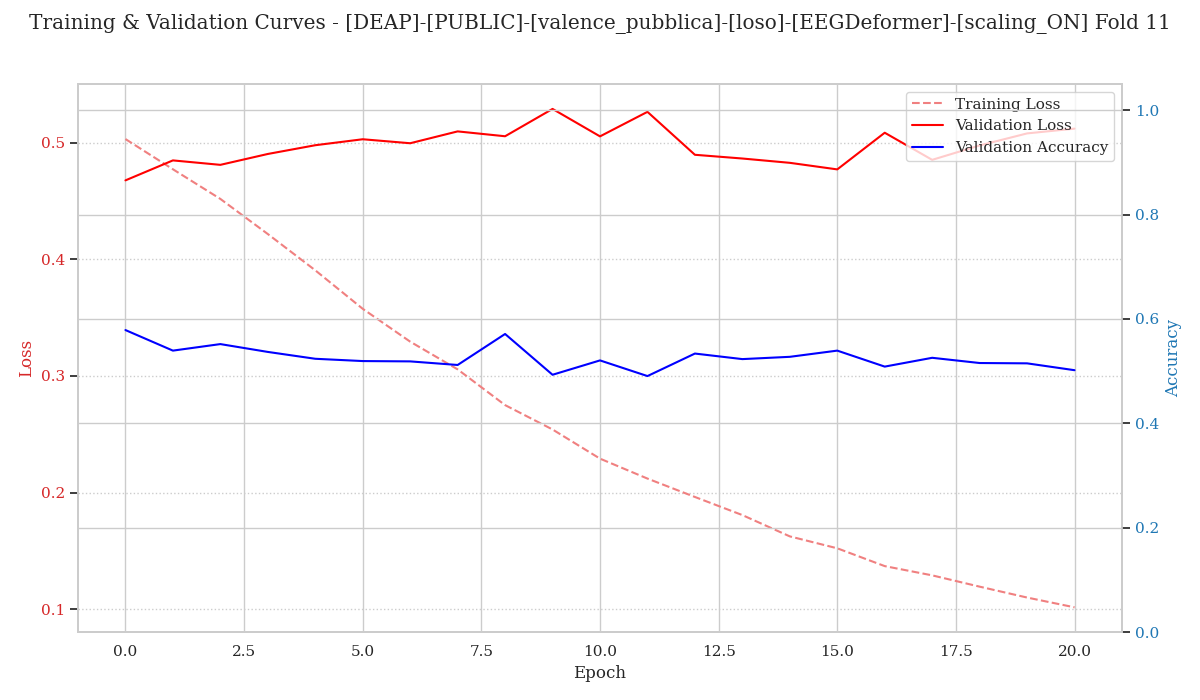 Training & Validation Curves - [DEAP]-[PUBLIC]-[valence_pubblica]-[loso]-[EEGDeformer]-[scaling_ON] Fold 11
Training Loss
Validation Loss
Validation Accuracy
0.5
0.4
0.3
0.2
0.1
Loss
1.0
0.8
0.6
0.4
0.2
0.0
Accuracy
0.0 2.5 5.0 7.5 10.0 12.5 15.0 17.5 20.0
Epoch